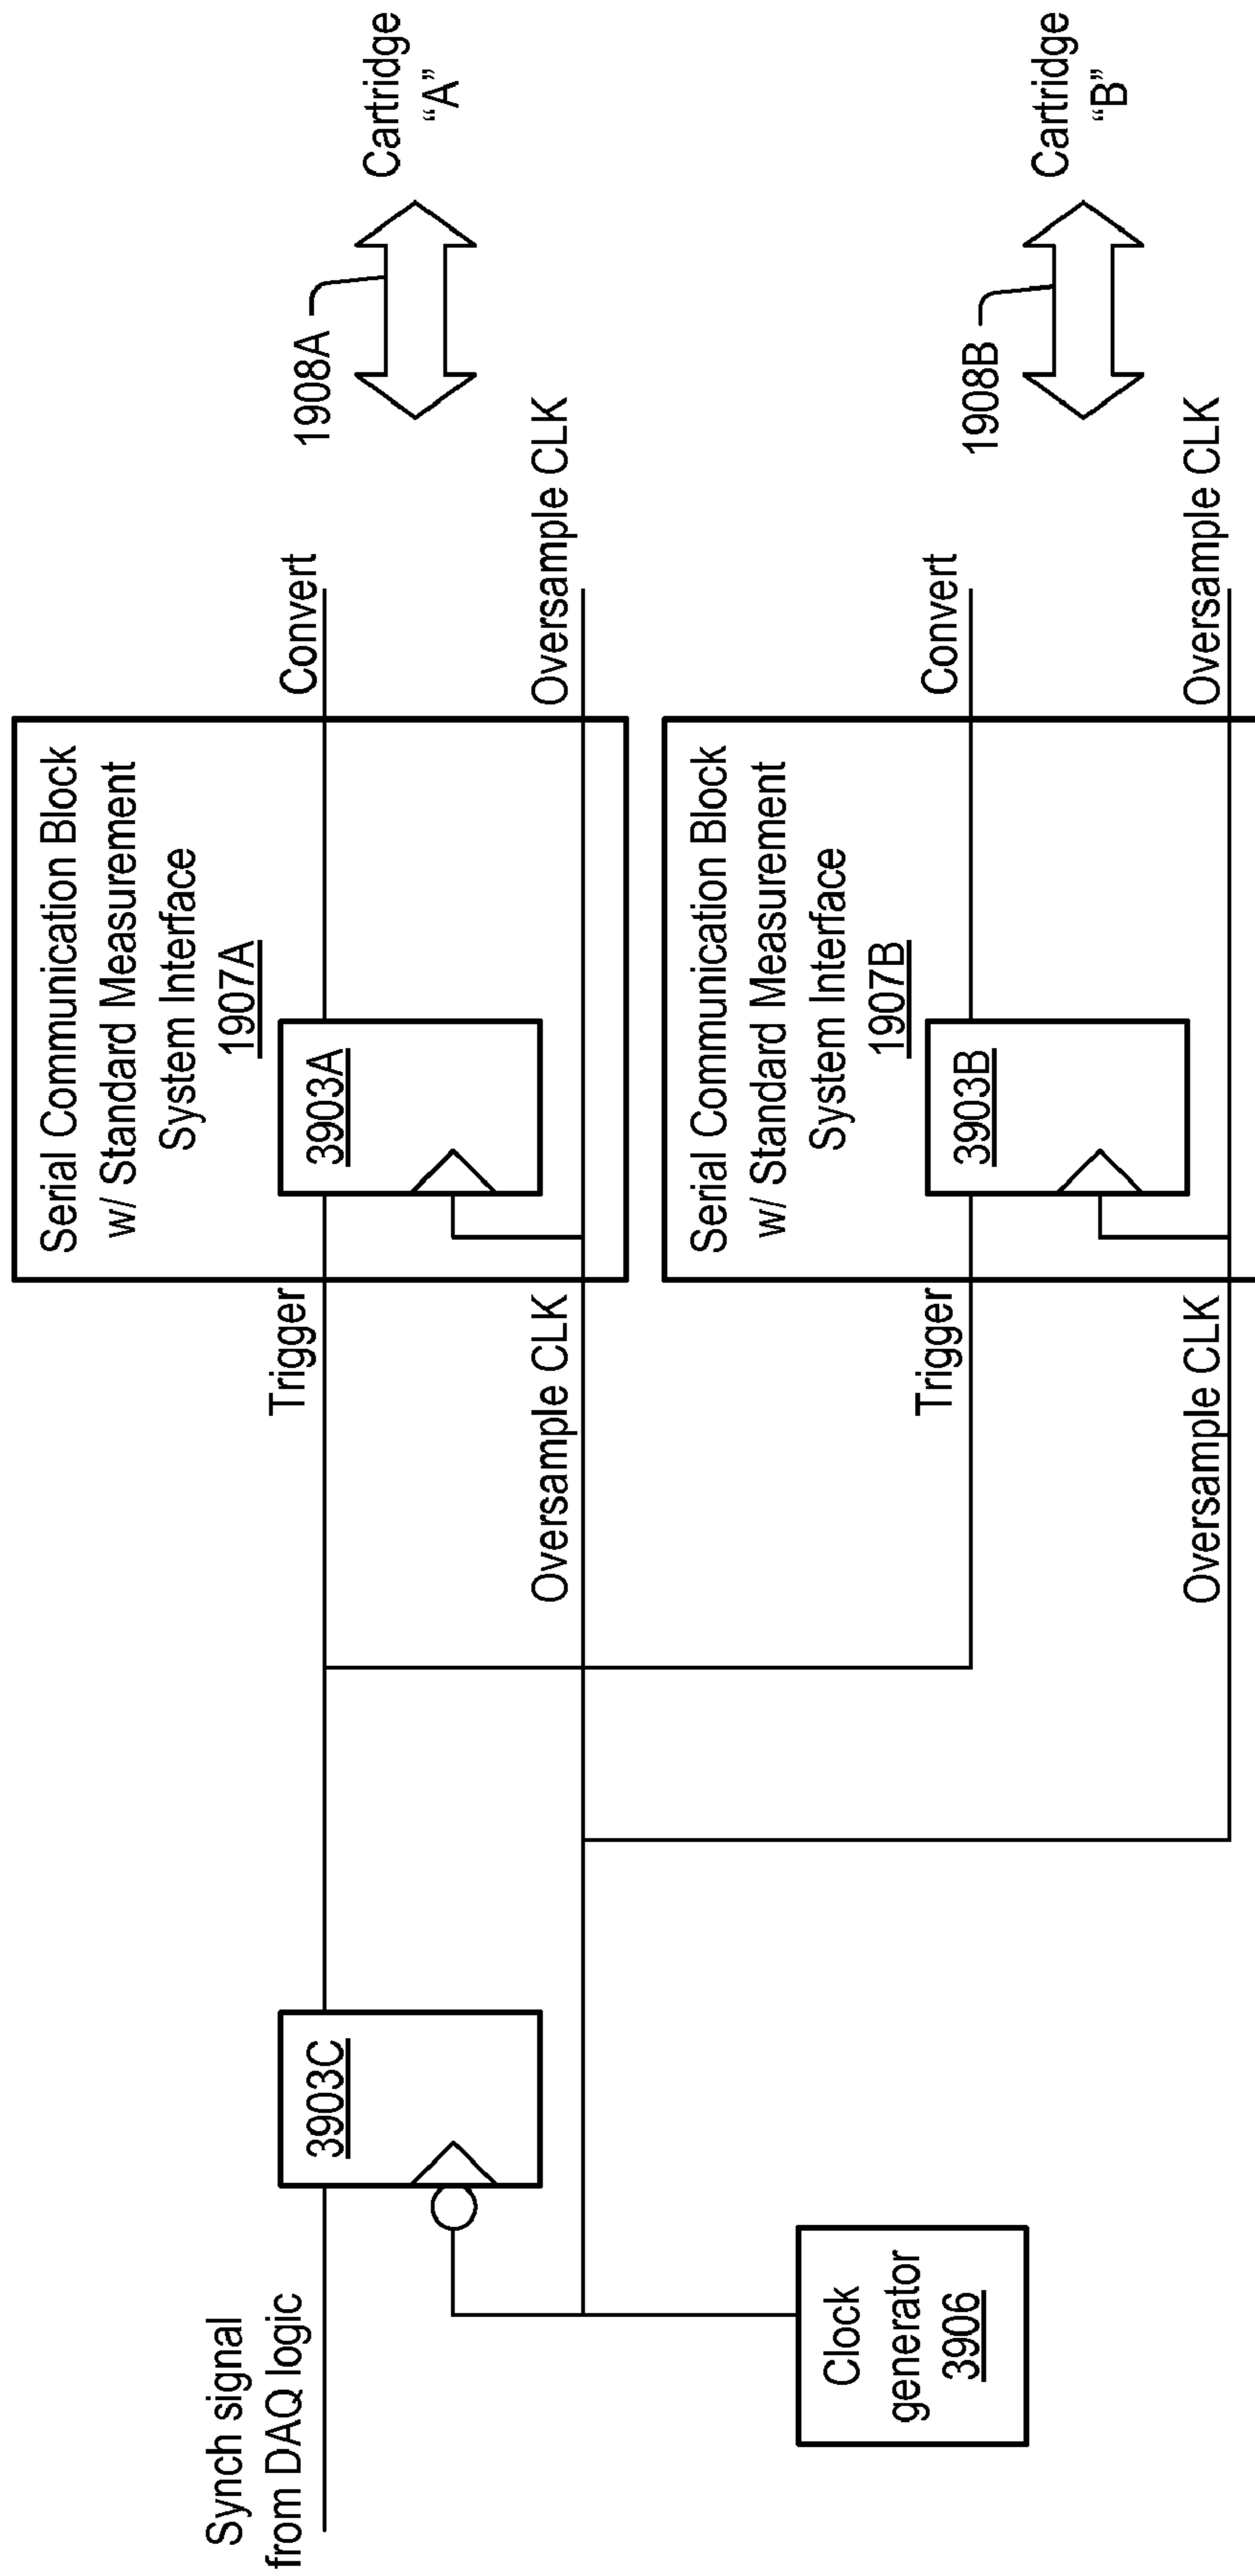 Synch signal
from DAQ logic
3903C
Clock
generator
3906
Trigger
Oversample CLK
Serial Communication Block
w/ Standard Measurement
System Interface
1907A
3903A
Convert
Oversample CLK
1908A
Cartridge
“A”
Trigger
Oversample CLK
Serial Communication Block
w/ Standard Measurement
System Interface
1907B
3903B
Convert
Oversample CLK
1908B
Cartridge
“B”